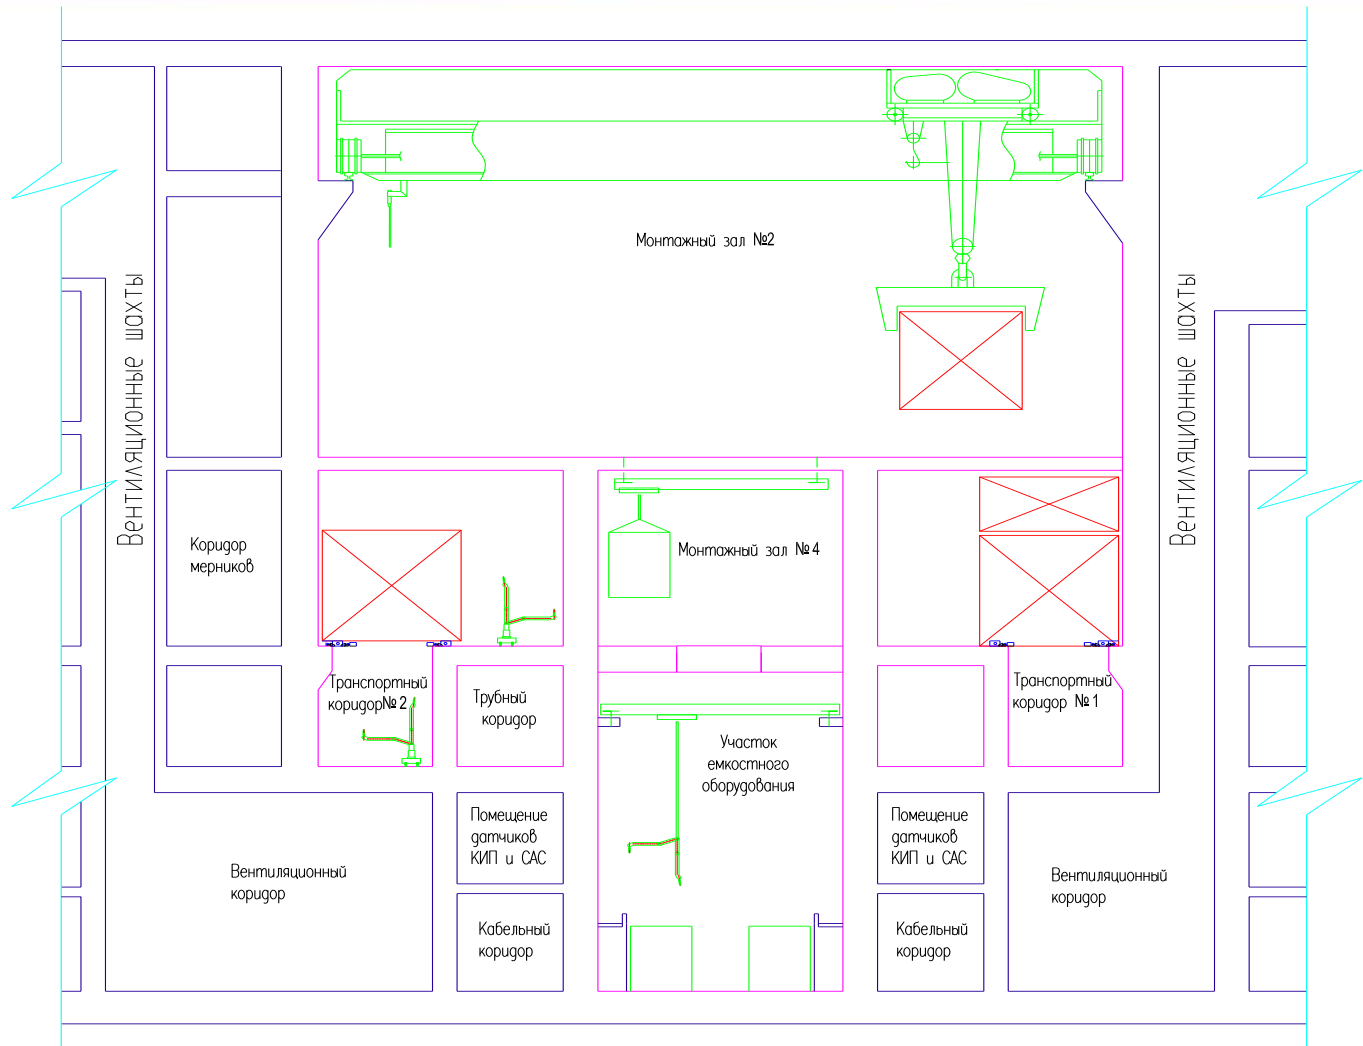 Монтажный зал №2
Вентиляционные шахты
Вентиляционные шахты
Коридор
мерников
Монтажный зал №4
Транспортный
коридор№2
Трубный
коридор
Транспортный
коридор №1
Участок
емкостного
оборудования
Помещение
датчиков
КИП и САС
Помещение
датчиков
КИП и САС
Вентиляционный
коридор
Вентиляционный
коридор
Кабельный
коридор
Кабельный
коридор